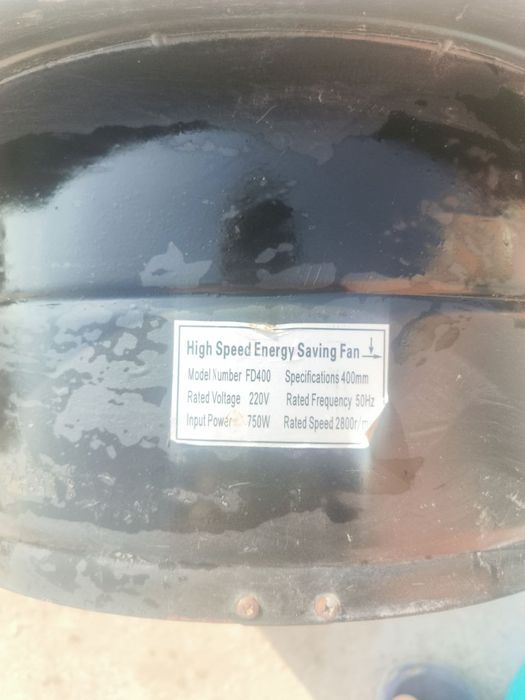 High Speed Energy Saving Fan
Model Number FD400 Specifications 400mm
Rated Voltage 220V Rated Frequency 50Hz
Input Power 750W Rated Speed 2800r/m